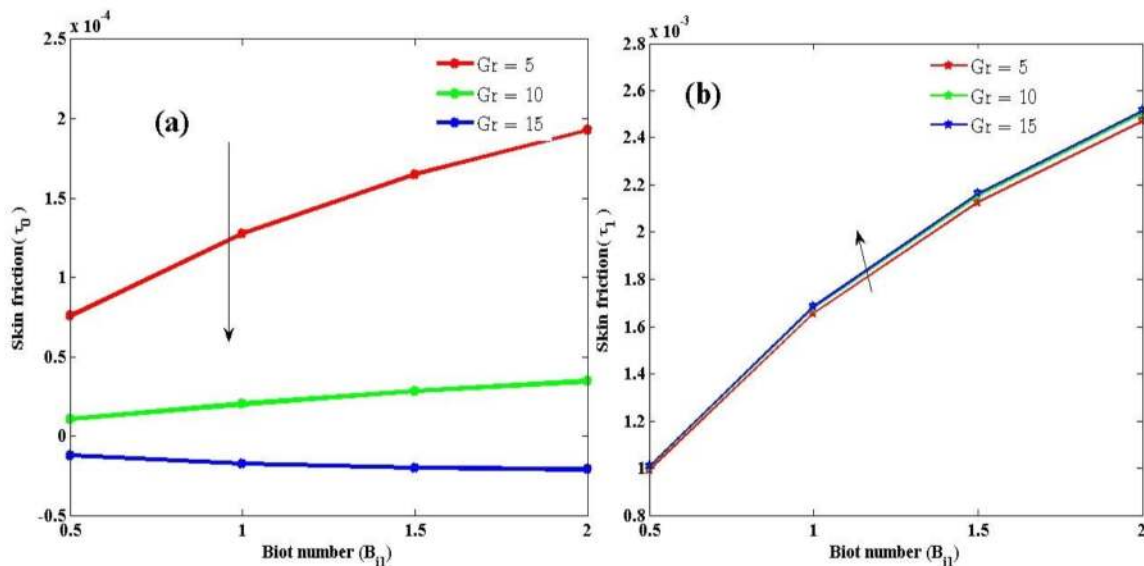 x 10⁻⁴
2.5
2
1.5
1
0.5
0
-0.5
Skin friction(τ₀)
(a)
Gr = 5
Gr = 10
Gr = 15
0.5 1 1.5 2
Biot number (Bᵢ₁)
x 10⁻³
2.8
2.6
2.4
2.2
2
1.8
1.6
1.4
1.2
1
0.8
Skin friction(τ₁)
(b)
Gr = 5
Gr = 10
Gr = 15
0.5 1 1.5 2
Biot number (Bᵢ₁)